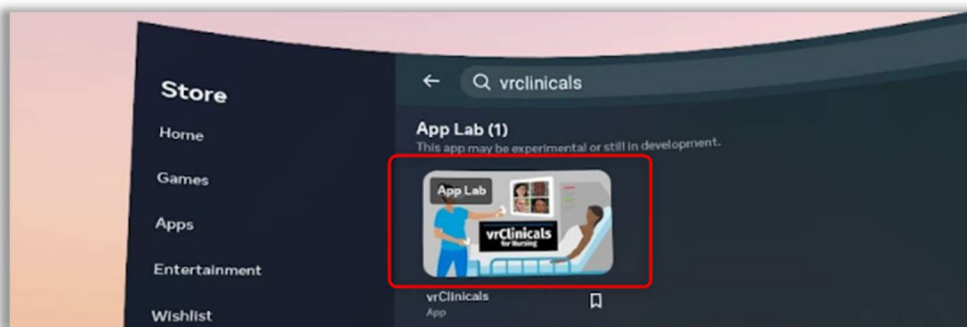 Store
Home
Games
Apps
Entertainment
Wishlist
vrclinicals
App Lab (1)
This app may be experimental or still in development.
App Lab
vrClinicals
for Nursing
vrClinicals
App